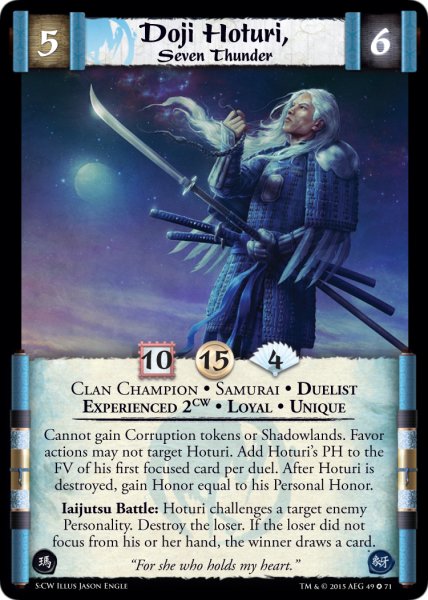 5
Doji Hoturi,
6
Seven Thunder
10
15
4
Clan Champion • Samurai • Duelist
Experienced 2CW • Loyal • Unique
Cannot gain Corruption tokens or Shadowlands. Favor
actions may not target Hoturi. Add Hoturi's PH to the
FV of his first focused card per duel. After Hoturi is
destroyed, gain Honor equal to his Personal Honor.
Iaijutsu Battle: Hoturi challenges a target enemy
Personality. Destroy the loser. If the loser did not
focus from his or her hand, the winner draws a card.
"For she who holds my heart."
S:CW Illus Jason Engle
TM & © 2015 AEG 49 71